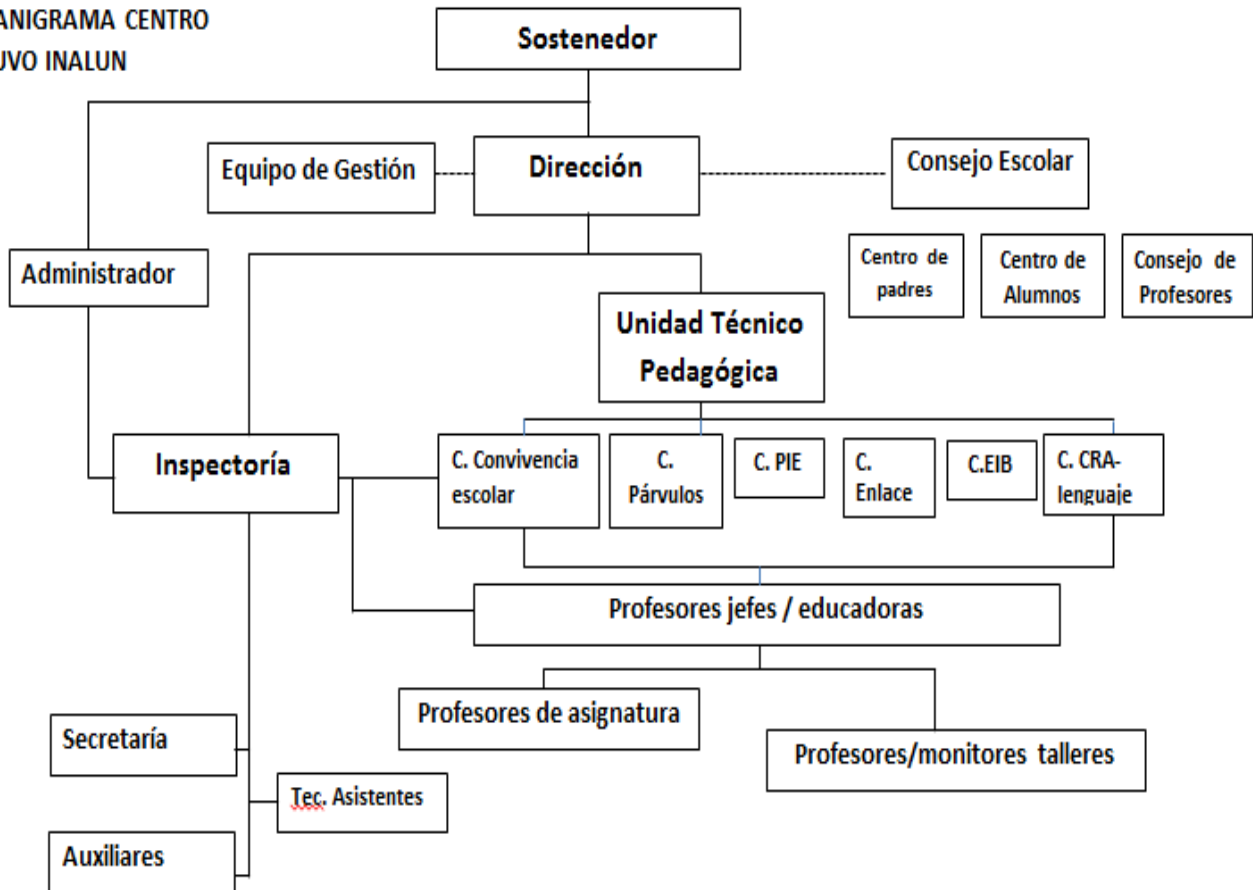 ANIGRAMA CENTRO
UVO INALUN
Sostenedor
Equipo de Gestión
Dirección
Consejo Escolar
Administrador
Centro de
padres
Centro de
Alumnos
Consejo de
Profesores
Unidad Técnico
Pedagógica
Inspectoría
C. Convivencia
escolar
C.
Párvulos
C. PIE
C.
Enlace
C.EIB
C. CRA-
lenguaje
Profesores jefes / educadoras
Profesores de asignatura
Profesores/monitores talleres
Secretaría
Tec. Asistentes
Auxiliares